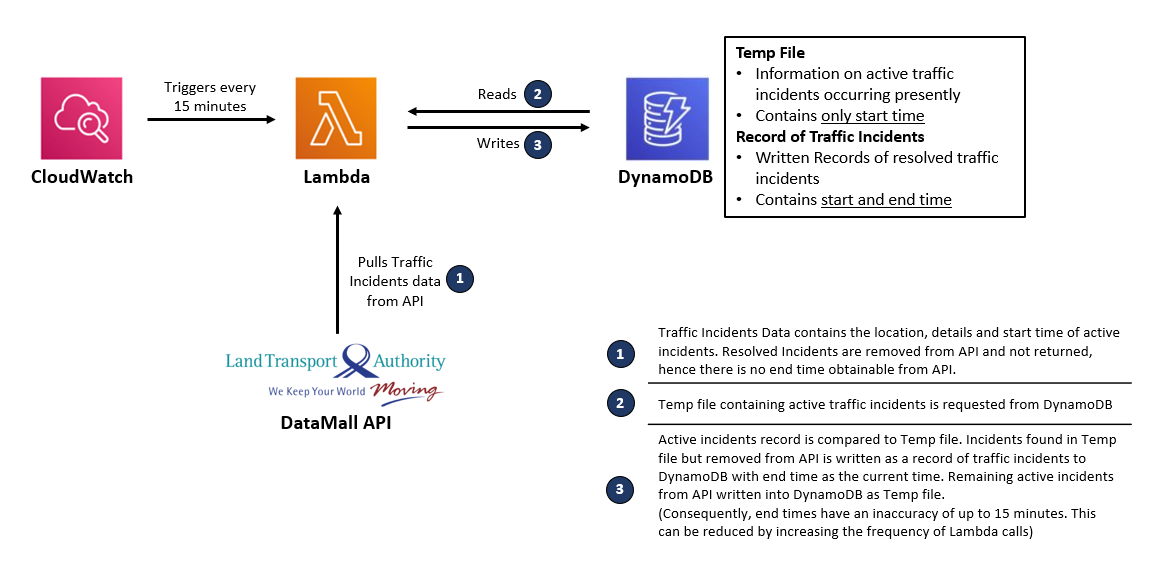 Temp File
• Information on active traffic
incidents occurring presently
• Contains only start time
Record of Traffic Incidents
• Written Records of resolved traffic
incidents
• Contains start and end time
Triggers every
15 minutes
Reads 2
Writes 3
CloudWatch
Lambda
DynamoDB
Pulls Traffic
Incidents data 1
from API
Land Transport Authority
We Keep Your World Moving
DataMall API
1
Traffic Incidents Data contains the location, details and start time of active
incidents. Resolved Incidents are removed from API and not returned,
hence there is no end time obtainable from API.
2 Temp file containing active traffic incidents is requested from DynamoDB
3
Active incidents record is compared to Temp file. Incidents found in Temp
file but removed from API is written as a record of traffic incidents to
DynamoDB with end time as the current time. Remaining active incidents
from API written into DynamoDB as Temp file.
(Consequently, end times have an inaccuracy of up to 15 minutes. This
can be reduced by increasing the frequency of Lambda calls)